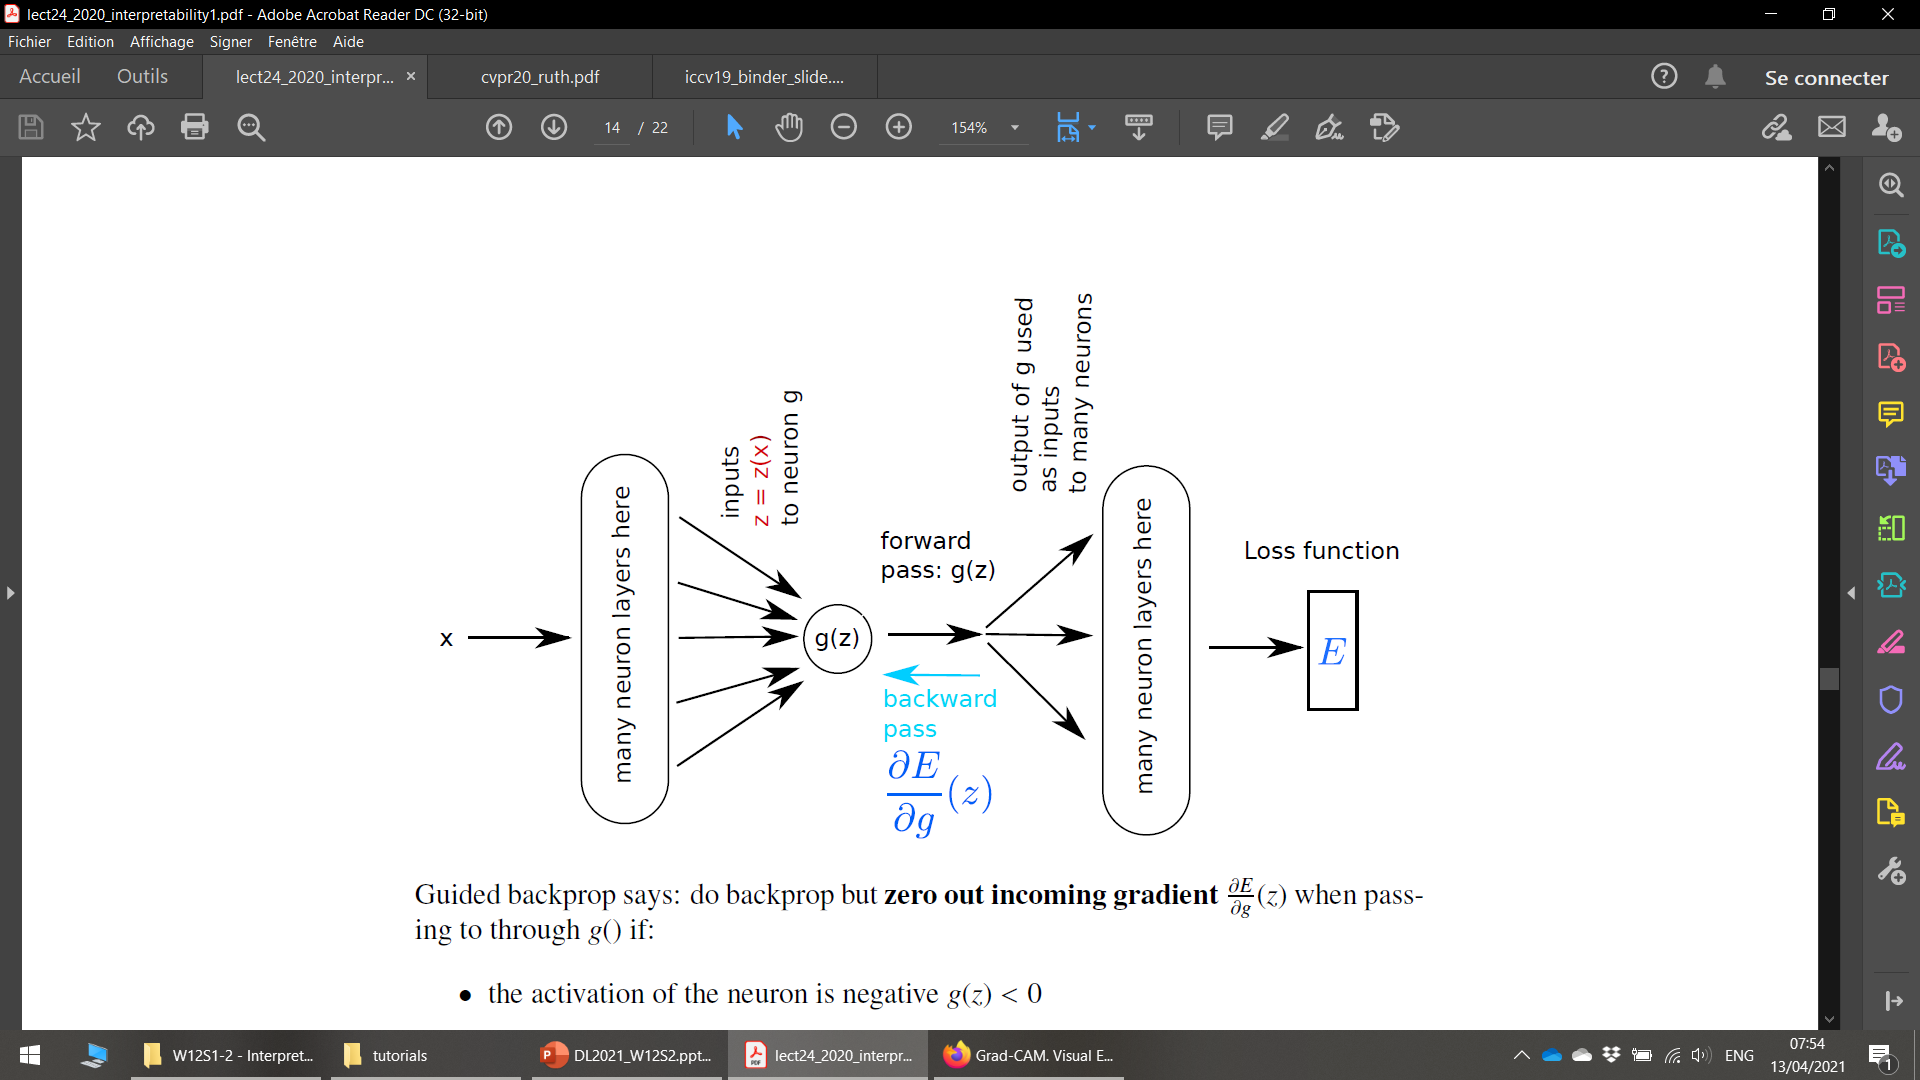 lect24_2020_interpretability1.pdf - Adobe Acrobat Reader DC (32-bit)
Fichier Edition Affichage Signer Fenêtre Aide
Accueil Outils lect24_2020_interpr... × cvpr20_ruth.pdf iccv19_binder_slide.... Se connecter
14 / 22 154%
inputs
z = z(x)
to neuron g
output of g used
as inputs
to many neurons
many neuron layers here
many neuron layers here
forward
pass: g(z)
Loss function
x
g(z)
E
backward
pass
∂E/∂g (z)
Guided backprop says: do backprop but zero out incoming gradient ∂E/∂g (z) when pass-
ing to through g() if:
• the activation of the neuron is negative g(z) < 0
W12S1-2 - Interpret... tutorials DL2021_W12S2.ppt... lect24_2020_interpr... Grad-CAM. Visual E... ENG 07:54
13/04/2021
1